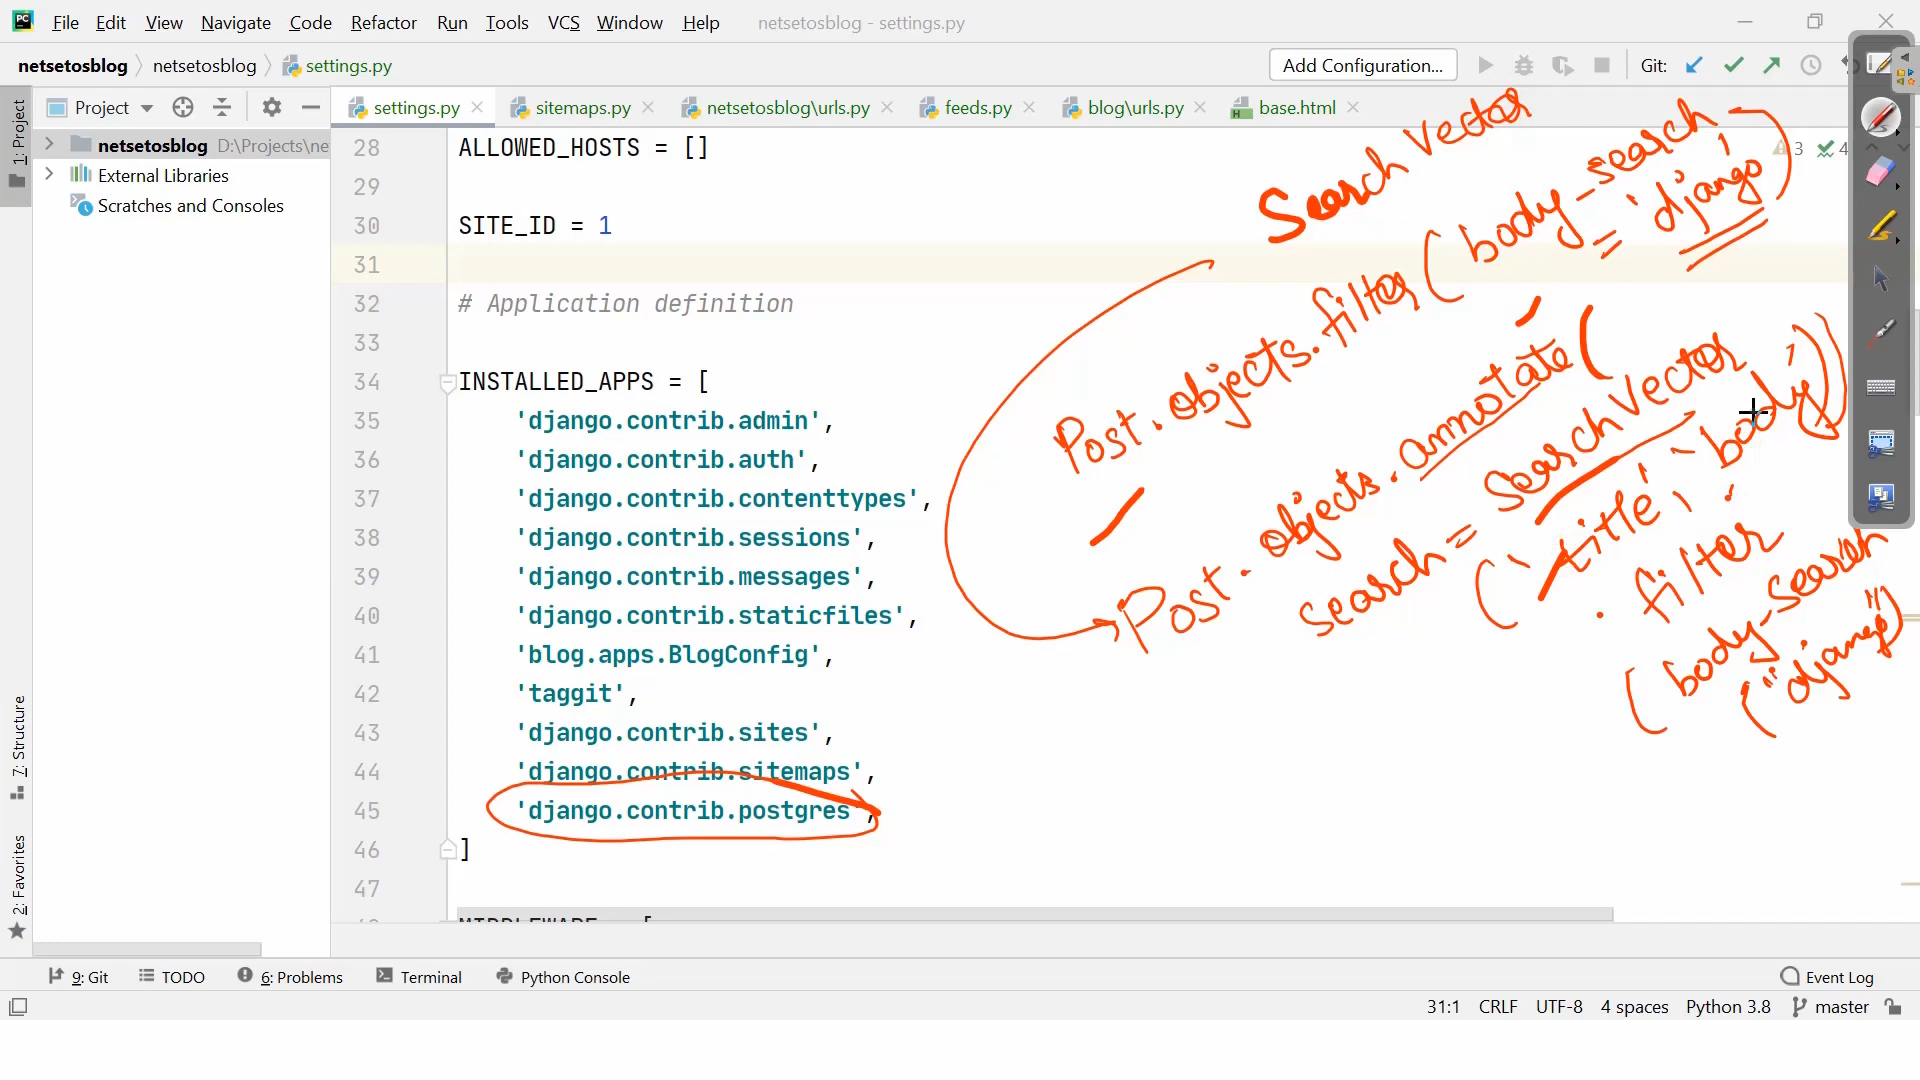 File Edit View Navigate Code Refactor Run Tools VCS Window Help netsetosblog - settings.py
netsetosblog netsetosblog settings.py Add Configuration... Git:
Project settings.py sitemaps.py netsetosblog\urls.py feeds.py blog\urls.py base.html
1: Project
netsetosblog D:\Projects\ne
External Libraries
Scratches and Consoles
7: Structure
2: Favorites
3 4
28 ALLOWED_HOSTS = []
29
30 SITE_ID = 1
31
32 # Application definition
33
34 INSTALLED_APPS = [
35 'django.contrib.admin',
36 'django.contrib.auth',
37 'django.contrib.contenttypes',
38 'django.contrib.sessions',
39 'django.contrib.messages',
40 'django.contrib.staticfiles',
41 'blog.apps.BlogConfig',
42 'taggit',
43 'django.contrib.sites',
44 'django.contrib.sitemaps',
45 'django.contrib.postgres',
46 ]
47
Search Vector
Post.objects.filter(body_search
= 'django')
Post.objects.annotate(
search = SearchVector
('title', 'body'))
.filter
(body_search
("django"))
9: Git TODO 6: Problems Terminal Python Console Event Log
31:1 CRLF UTF-8 4 spaces Python 3.8 master